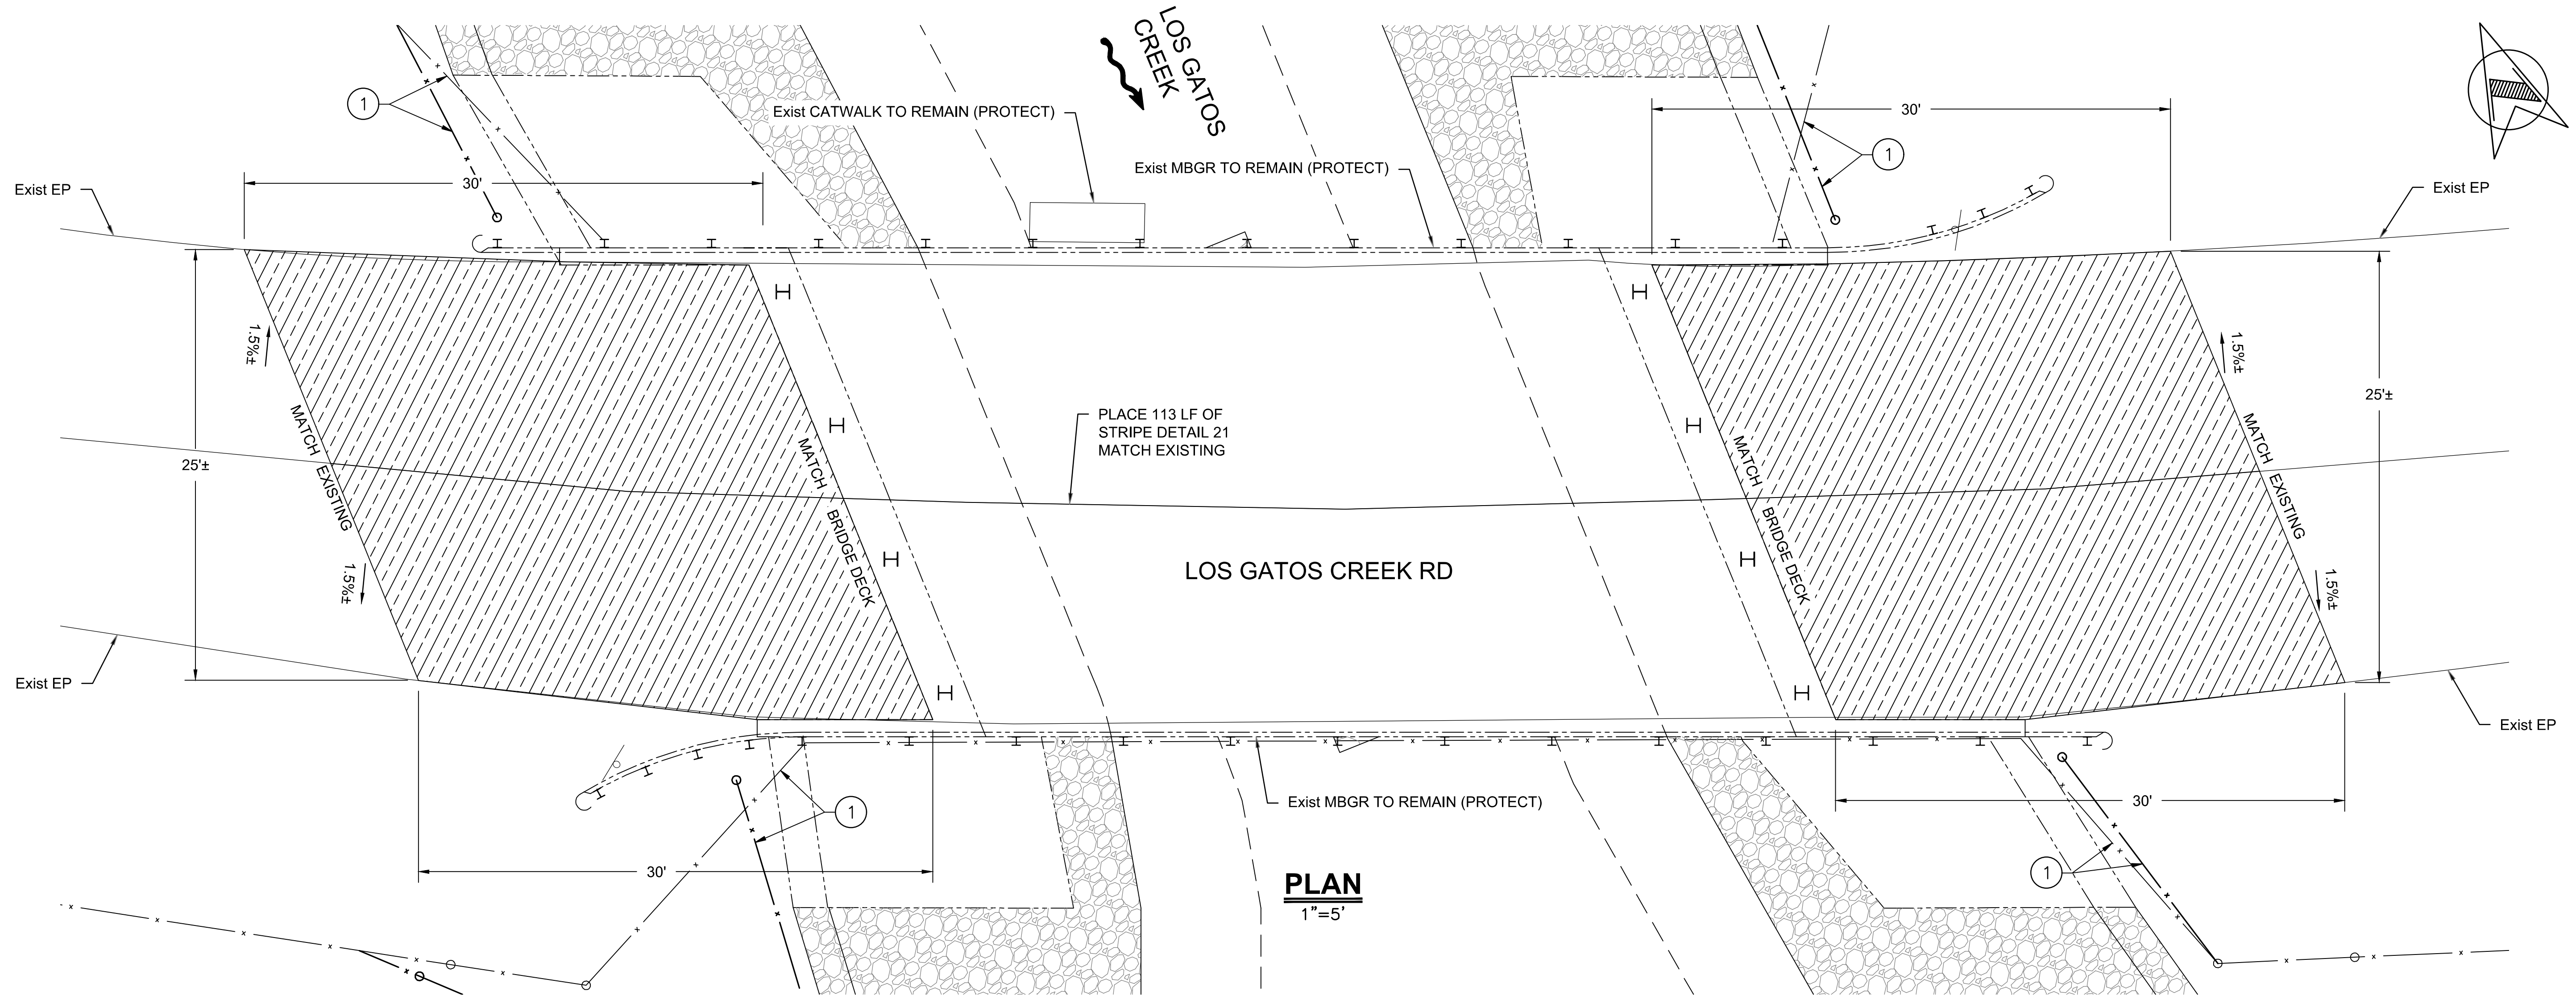 LOS GATOS
CREEK
1
Exist CATWALK TO REMAIN (PROTECT)
30'
Exist MBGR TO REMAIN (PROTECT)
1
30'
Exist EP
Exist EP
1.5%±
1.5%±
25'±
MATCH EXISTING
PLACE 113 LF OF
STRIPE DETAIL 21
MATCH EXISTING
MATCH BRIDGE DECK
MATCH BRIDGE DECK
MATCH EXISTING
25'±
1.5%±
1.5%±
LOS GATOS CREEK RD
Exist EP
Exist EP
Exist MBGR TO REMAIN (PROTECT)
30'
1
30'
1
PLAN
1"=5'